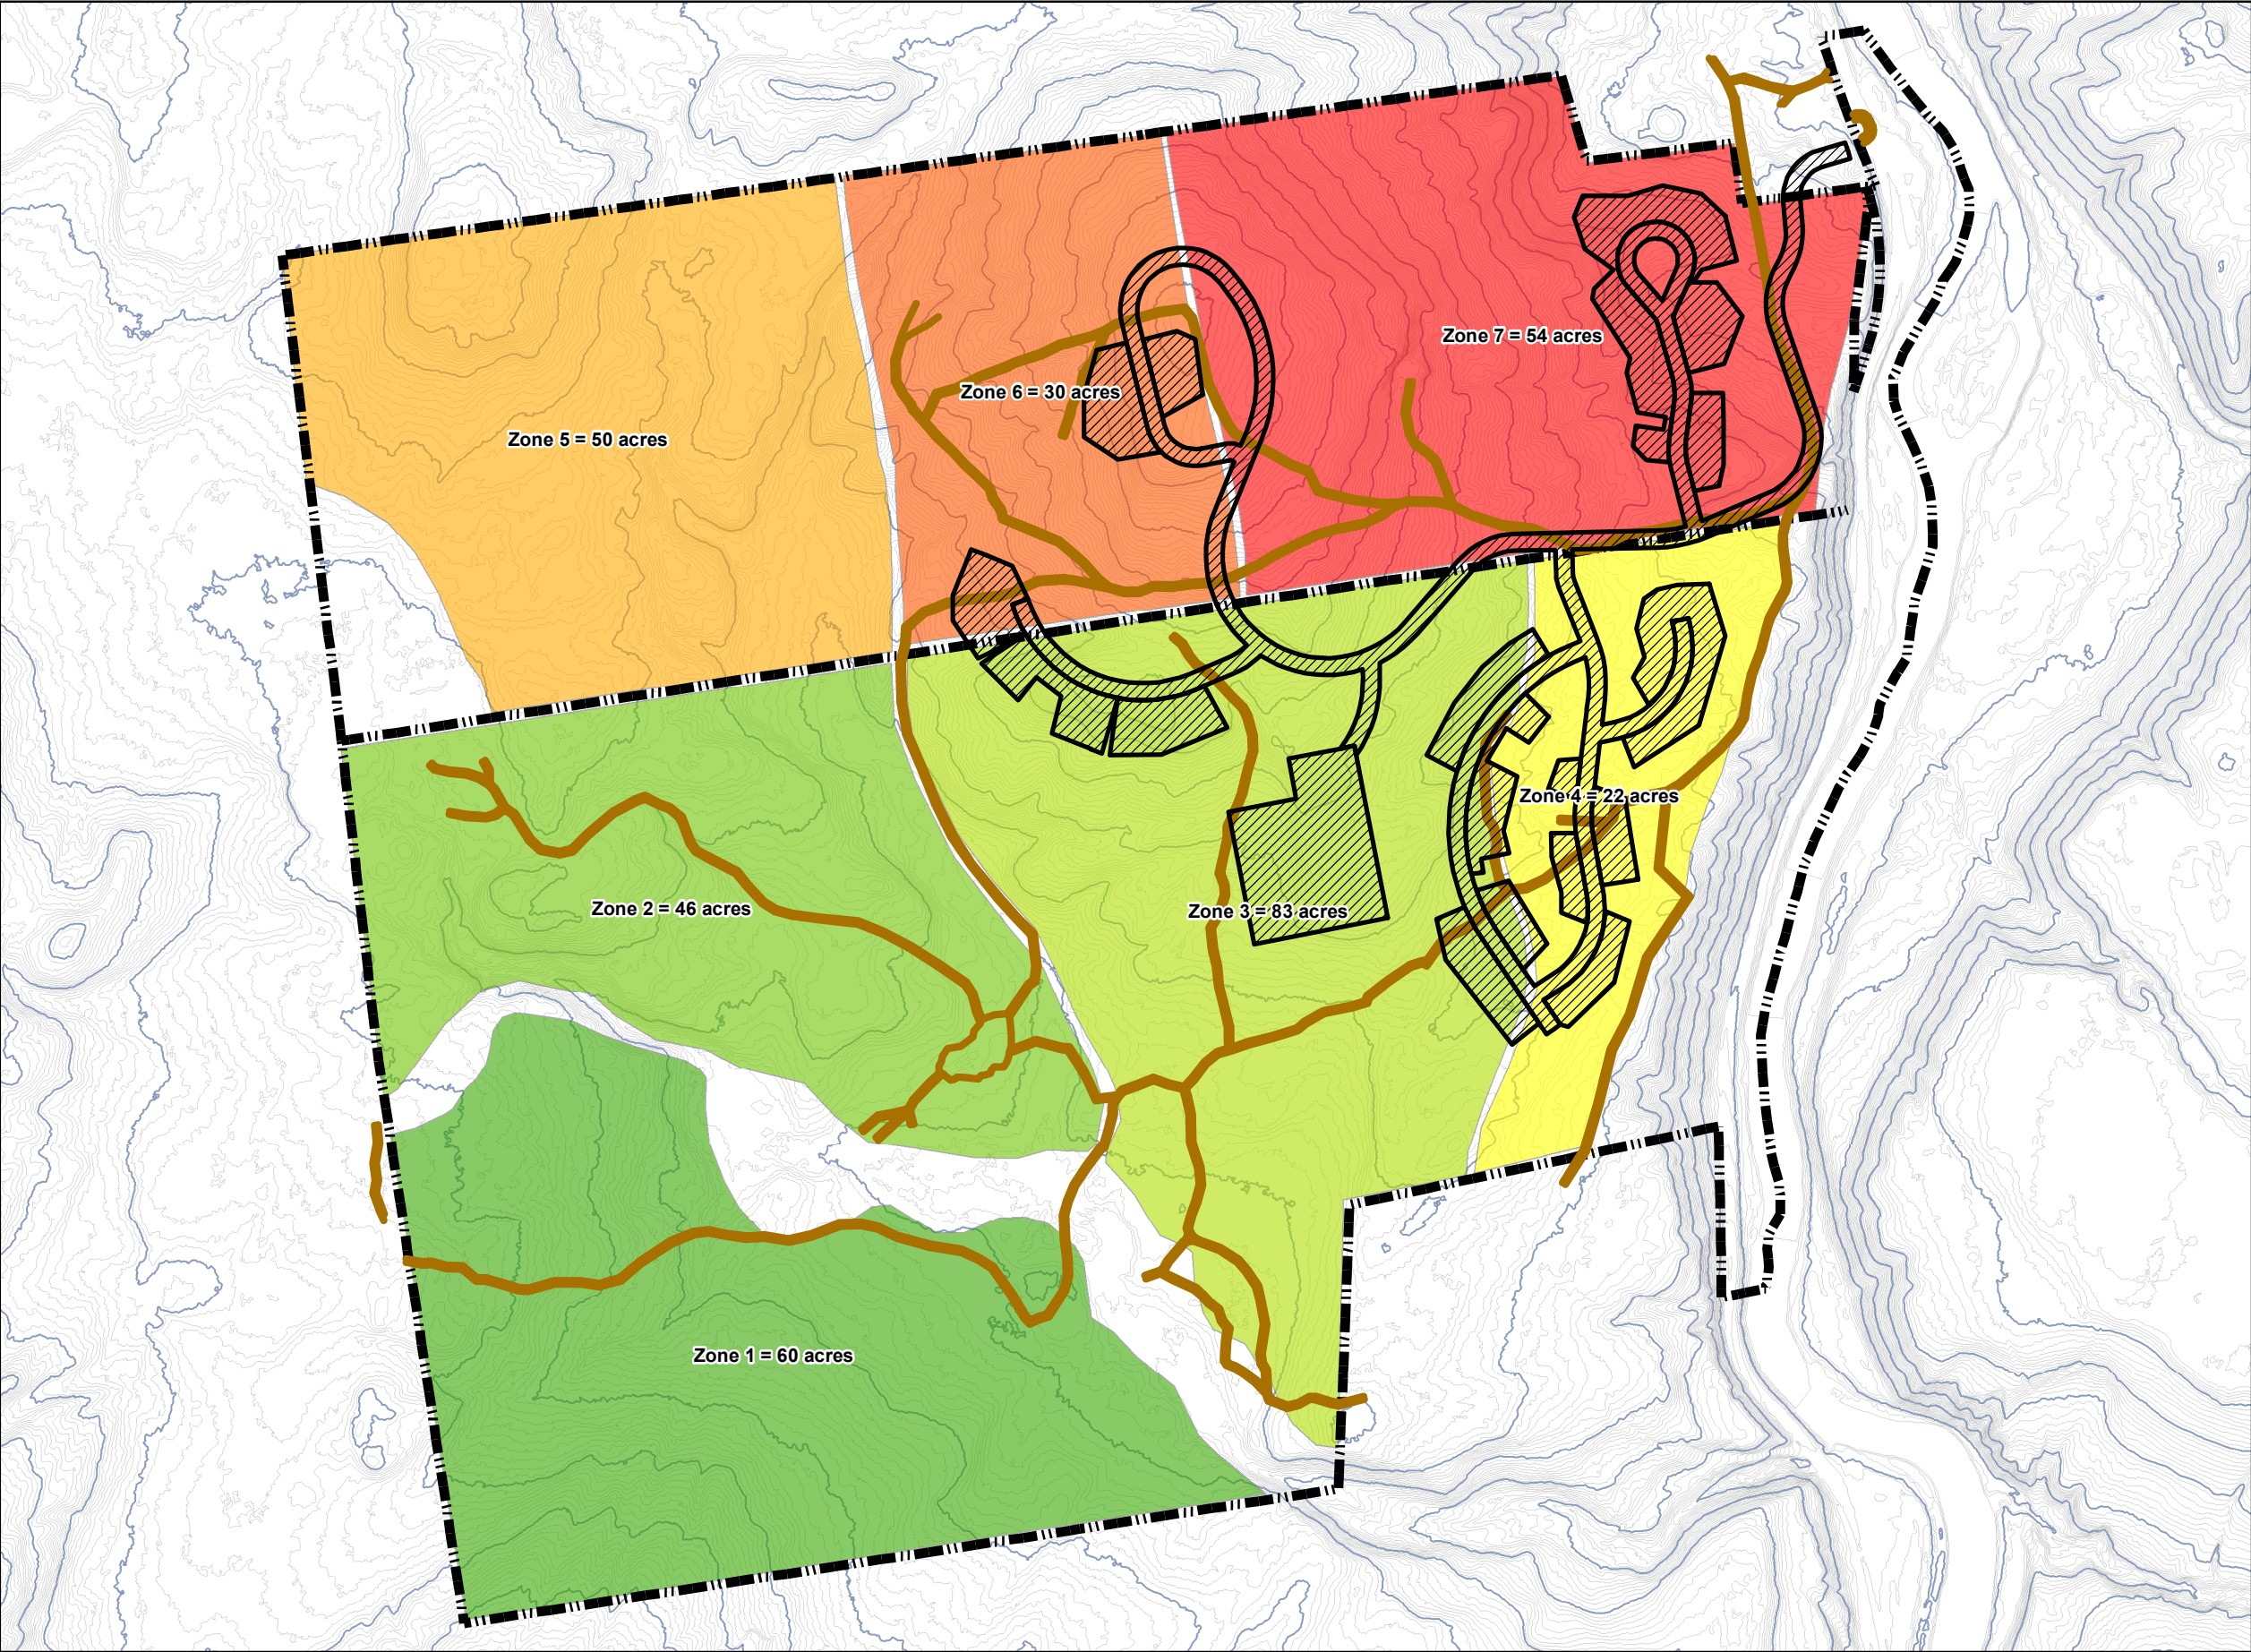 Zone 7 = 54 acres
Zone 6 = 30 acres
Zone 5 = 50 acres
Zone 4 = 22 acres
Zone 2 = 46 acres
Zone 3 = 83 acres
Zone 1 = 60 acres